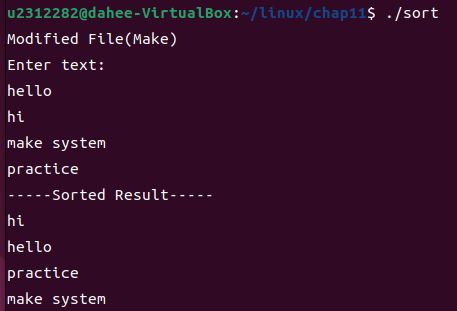 u2312282@dahee-VirtualBox:~/linux/chap11$ ./sort
Modified File(Make)
Enter text:
hello
hi
make system
practice
-----Sorted Result-----
hi
hello
practice
make system